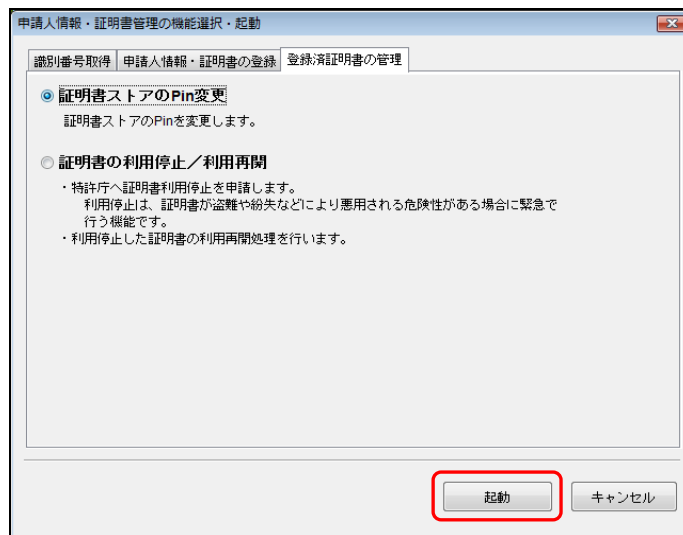 申請人情報・証明書管理の機能選択・起動
識別番号取得 申請人情報・証明書の登録 登録済証明書の管理
証明書ストアのPin変更
証明書ストアのPinを変更します。
証明書の利用停止／利用再開
・特許庁へ証明書利用停止を申請します。
利用停止は、証明書が盗難や紛失などにより悪用される危険性がある場合に緊急で
行う機能です。
・利用停止した証明書の利用再開処理を行います。
起動 キャンセル